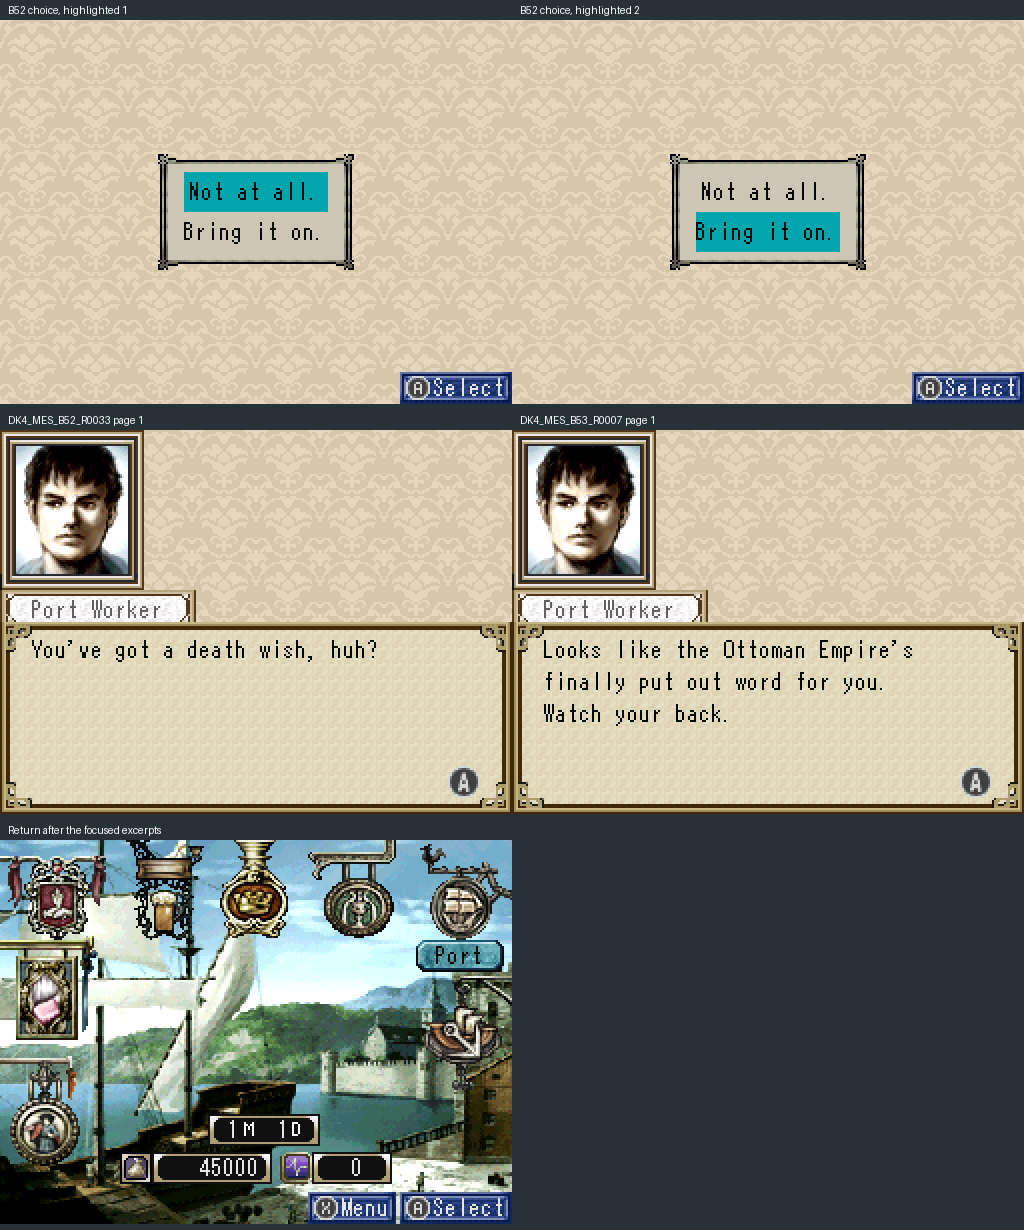 B52 choice, highlighted 1
B52 choice, highlighted 2
Not at all.
Bring it on.
A Select
Not at all.
Bring it on.
A Select
DK4_MES_B52_R0033 page 1
DK4_MES_B53_R0007 page 1
Port Worker
You've got a death wish, huh?
A
Port Worker
Looks like the Ottoman Empire's
finally put out word for you.
Watch your back.
A
Return after the focused excerpts
Port
1M 1D
45000
0
X Menu
A Select